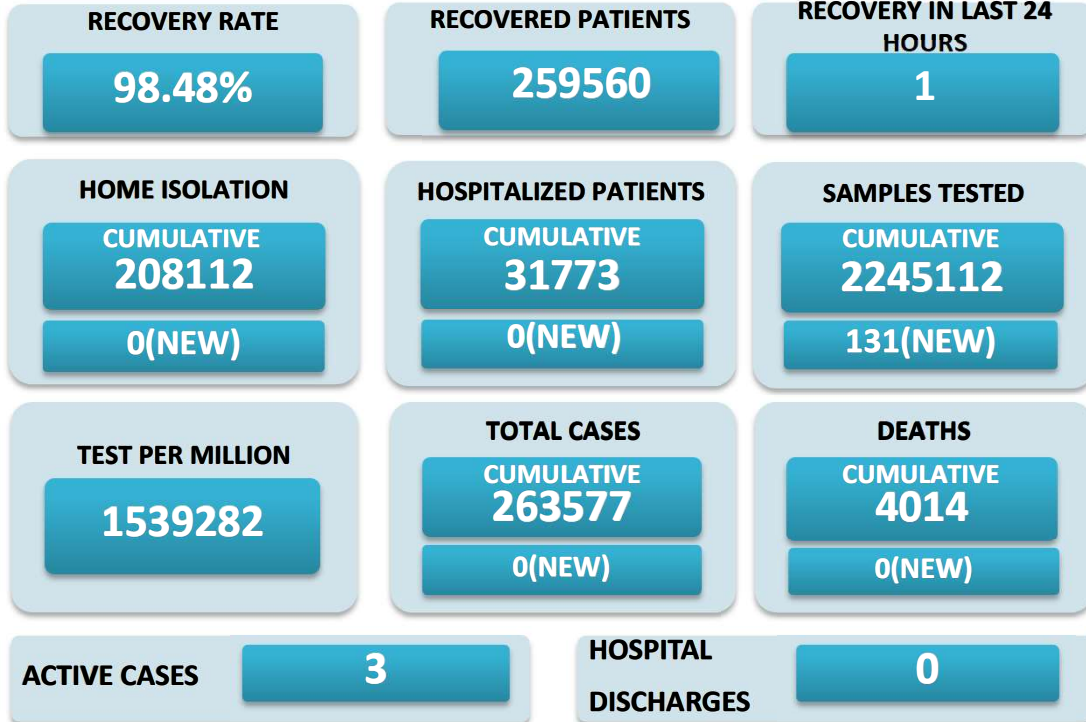 RECOVERY RATE
98.48%
RECOVERED PATIENTS
259560
RECOVERY IN LAST 24
HOURS
1
HOME ISOLATION
CUMULATIVE
208112
0(NEW)
HOSPITALIZED PATIENTS
CUMULATIVE
31773
0(NEW)
SAMPLES TESTED
CUMULATIVE
2245112
131(NEW)
TEST PER MILLION
1539282
TOTAL CASES
CUMULATIVE
263577
0(NEW)
DEATHS
CUMULATIVE
4014
0(NEW)
ACTIVE CASES
3
HOSPITAL
DISCHARGES
0